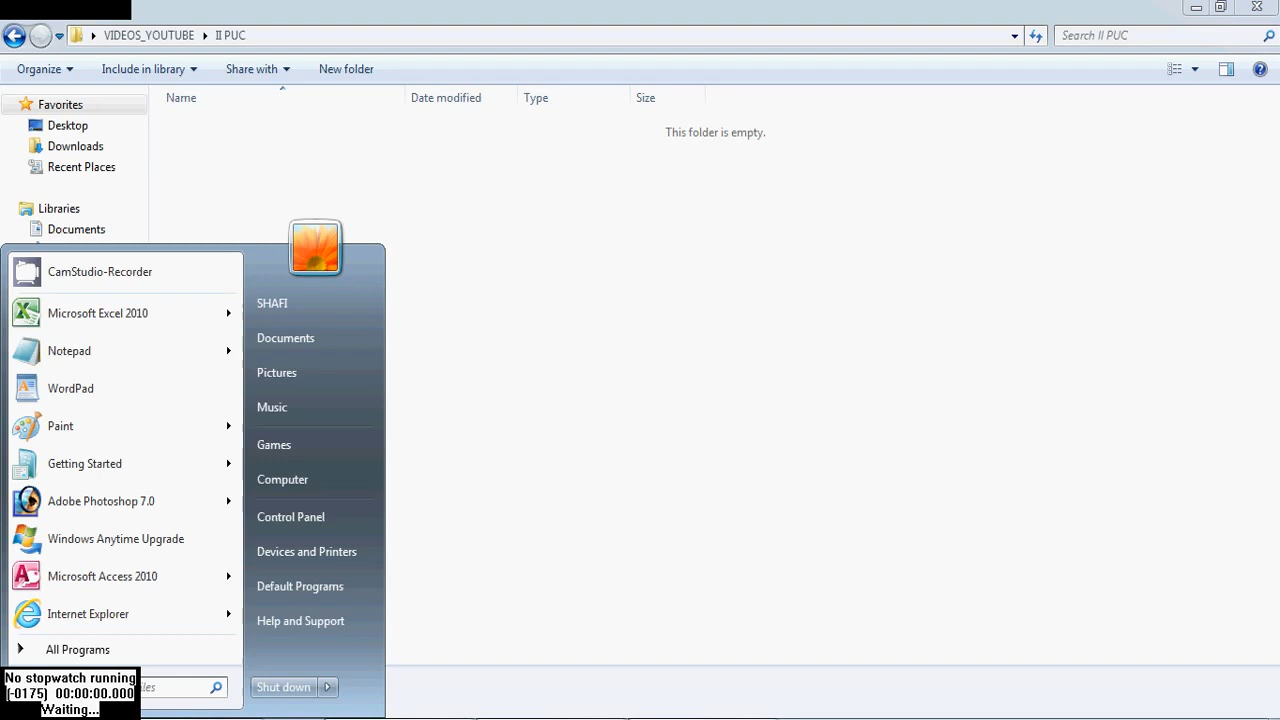 VIDEOS_YOUTUBE II PUC
Search II PUC
Organize Include in library Share with New folder
Name Date modified Type Size
This folder is empty.
Favorites
Desktop
Downloads
Recent Places
Libraries
Documents
CamStudio-Recorder
Microsoft Excel 2010
Notepad
WordPad
Paint
Getting Started
Adobe Photoshop 7.0
Windows Anytime Upgrade
Microsoft Access 2010
Internet Explorer
All Programs
SHAFI
Documents
Pictures
Music
Games
Computer
Control Panel
Devices and Printers
Default Programs
Help and Support
Shut down
No stopwatch running
[-0175] 00:00:00.000
Waiting...